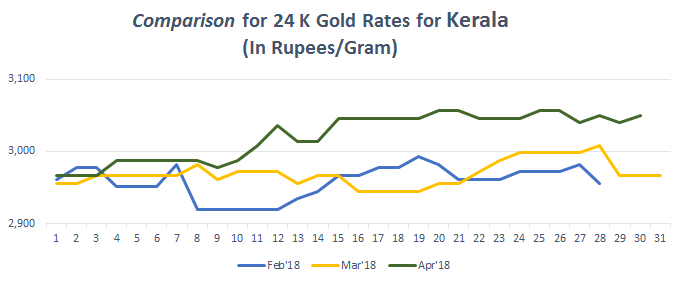 Comparison for 24 K Gold Rates for Kerala
(In Rupees/Gram)
3,100
3,000
2,900
1 2 3 4 5 6 7 8 9 10 11 12 13 14 15 16 17 18 19 20 21 22 23 24 25 26 27 28 29 30 31
Feb'18 Mar'18 Apr'18